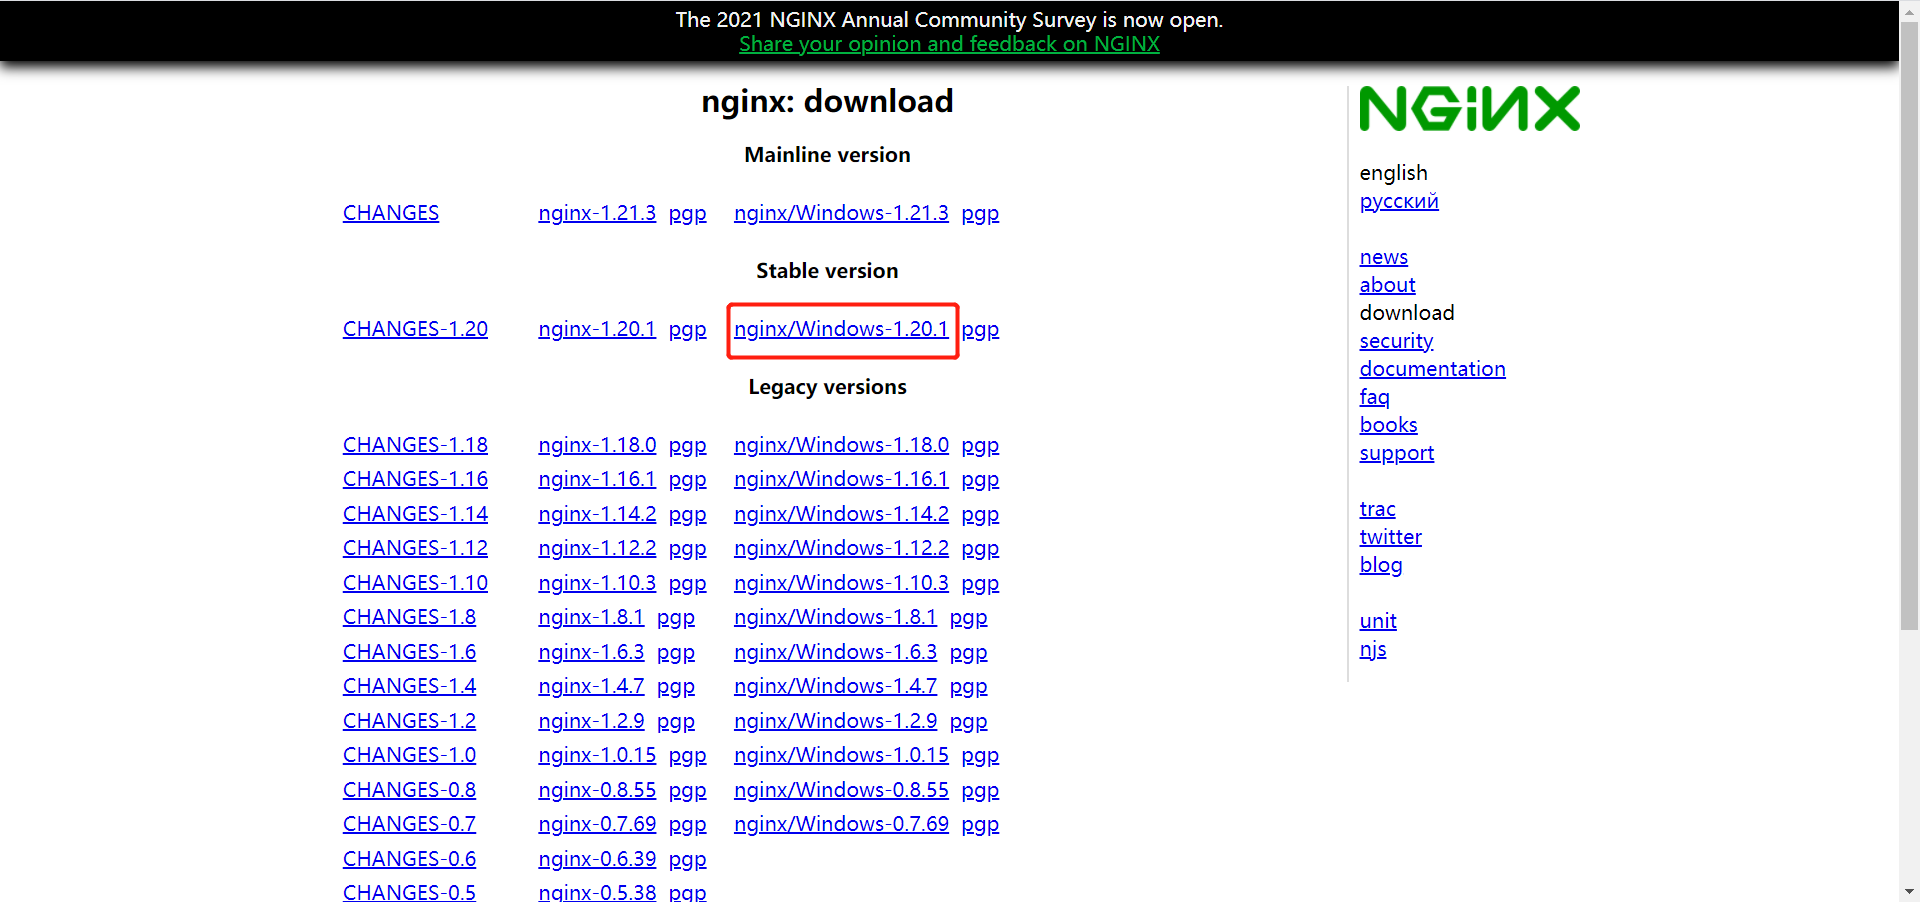 The 2021 NGINX Annual Community Survey is now open.
Share your opinion and feedback on NGINX
nginx: download
Mainline version
CHANGES nginx-1.21.3 pgp nginx/Windows-1.21.3 pgp
Stable version
CHANGES-1.20 nginx-1.20.1 pgp nginx/Windows-1.20.1 pgp
Legacy versions
CHANGES-1.18 nginx-1.18.0 pgp nginx/Windows-1.18.0 pgp
CHANGES-1.16 nginx-1.16.1 pgp nginx/Windows-1.16.1 pgp
CHANGES-1.14 nginx-1.14.2 pgp nginx/Windows-1.14.2 pgp
CHANGES-1.12 nginx-1.12.2 pgp nginx/Windows-1.12.2 pgp
CHANGES-1.10 nginx-1.10.3 pgp nginx/Windows-1.10.3 pgp
CHANGES-1.8 nginx-1.8.1 pgp nginx/Windows-1.8.1 pgp
CHANGES-1.6 nginx-1.6.3 pgp nginx/Windows-1.6.3 pgp
CHANGES-1.4 nginx-1.4.7 pgp nginx/Windows-1.4.7 pgp
CHANGES-1.2 nginx-1.2.9 pgp nginx/Windows-1.2.9 pgp
CHANGES-1.0 nginx-1.0.15 pgp nginx/Windows-1.0.15 pgp
CHANGES-0.8 nginx-0.8.55 pgp nginx/Windows-0.8.55 pgp
CHANGES-0.7 nginx-0.7.69 pgp nginx/Windows-0.7.69 pgp
CHANGES-0.6 nginx-0.6.39 pgp
CHANGES-0.5 nginx-0.5.38 pgp
NGiNX
english
русский
news
about
download
security
documentation
faq
books
support
trac
twitter
blog
unit
njs